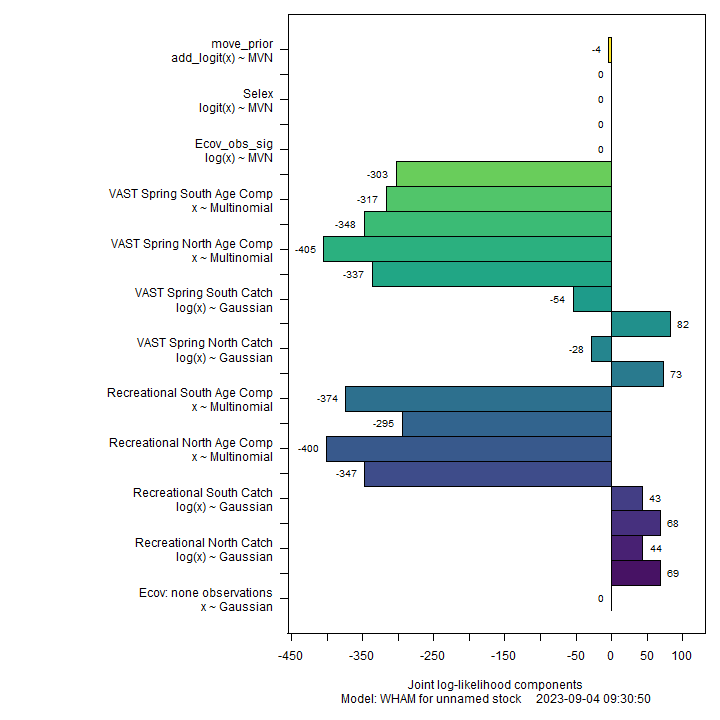 move_prior
add_logit(x) ~ MVN
-4
0
Selex
logit(x) ~ MVN
0
0
Ecov_obs_sig
log(x) ~ MVN
0
-303
VAST Spring South Age Comp
x ~ Multinomial
-317
-348
VAST Spring North Age Comp
x ~ Multinomial
-405
-337
VAST Spring South Catch
log(x) ~ Gaussian
-54
82
VAST Spring North Catch
log(x) ~ Gaussian
-28
73
Recreational South Age Comp
x ~ Multinomial
-374
-295
Recreational North Age Comp
x ~ Multinomial
-400
-347
Recreational South Catch
log(x) ~ Gaussian
43
68
Recreational North Catch
log(x) ~ Gaussian
44
69
Ecov: none observations
x ~ Gaussian
0
-450 -350 -250 -150 -50 0 50 100
Joint log-likelihood components
Model: WHAM for unnamed stock 2023-09-04 09:30:50